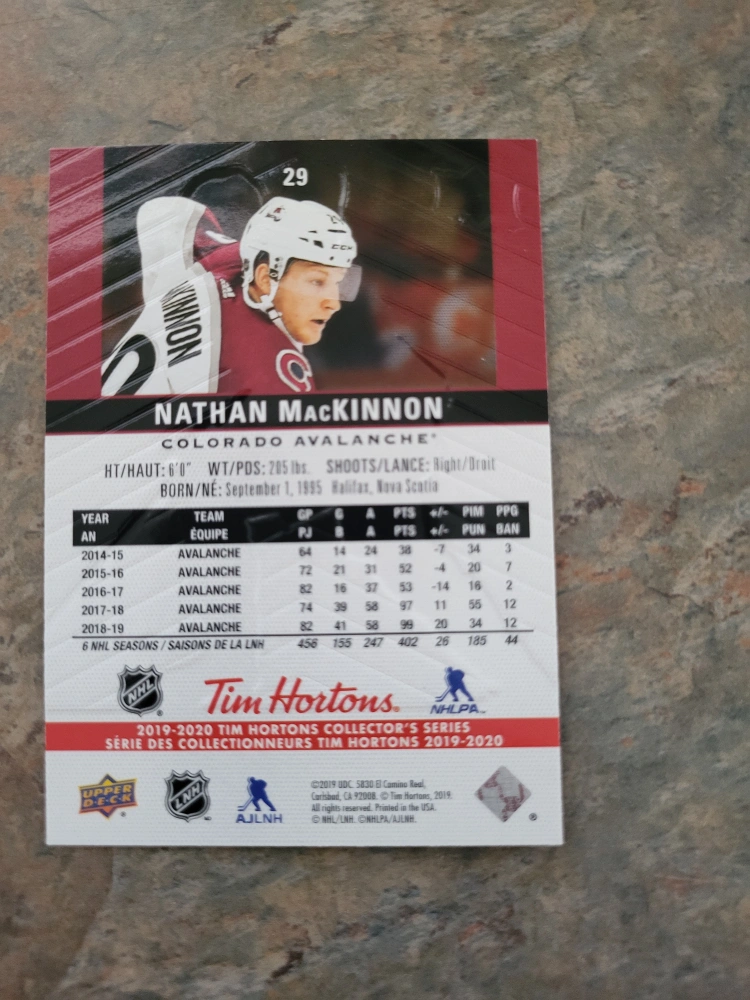 29
CCM
MACKINNON
NATHAN MacKINNON
COLORADO AVALANCHE®
HT/HAUT: 6'0" WT/PDS: 205 lbs. SHOOTS/LANCE: Right/Droit
BORN/NÉ: September 1, 1995 Halifax, Nova Scotia
YEAR TEAM GP G A PTS +/- PIM PPG
AN ÉQUIPE PJ B A PTS +/- PUN BAN
2014-15 AVALANCHE 64 14 24 38 -7 34 3
2015-16 AVALANCHE 72 21 31 52 -4 20 7
2016-17 AVALANCHE 82 16 37 53 -14 16 2
2017-18 AVALANCHE 74 39 58 97 11 55 12
2018-19 AVALANCHE 82 41 58 99 20 34 12
6 NHL SEASONS / SAISONS DE LA LNH 456 155 247 402 26 185 44
NHL Tim Hortons® NHLPA™
2019-2020 TIM HORTONS COLLECTOR'S SERIES
SÉRIE DES COLLECTIONNEURS TIM HORTONS 2019-2020
UPPER D·E·C·K LNH AJLNH
©2019 UDC. 5830 El Camino Real,
Carlsbad, CA 92008. © Tim Hortons, 2019.
All rights reserved. Printed in the USA.
© NHL/LNH. ©NHLPA/AJLNH.